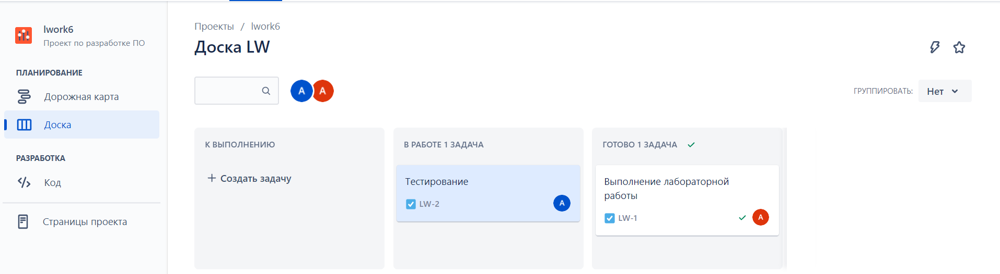 lwork6
Проект по разработке ПО
ПЛАНИРОВАНИЕ
Дорожная карта
Доска
РАЗРАБОТКА
Код
Страницы проекта
Проекты / lwork6
Доска LW
А А
ГРУППИРОВАТЬ: Нет
К ВЫПОЛНЕНИЮ
+ Создать задачу
В РАБОТЕ 1 ЗАДАЧА
Тестирование
LW-2 А
ГОТОВО 1 ЗАДАЧА
Выполнение лабораторной
работы
LW-1 А